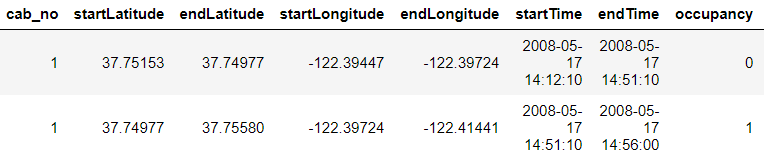 cab_no startLatitude endLatitude startLongitude endLongitude startTime endTime occupancy
1 37.75153 37.74977 -122.39447 -122.39724 2008-05-17 14:12:10 2008-05-17 14:51:10 0
1 37.74977 37.75580 -122.39724 -122.41441 2008-05-17 14:51:10 2008-05-17 14:56:00 1